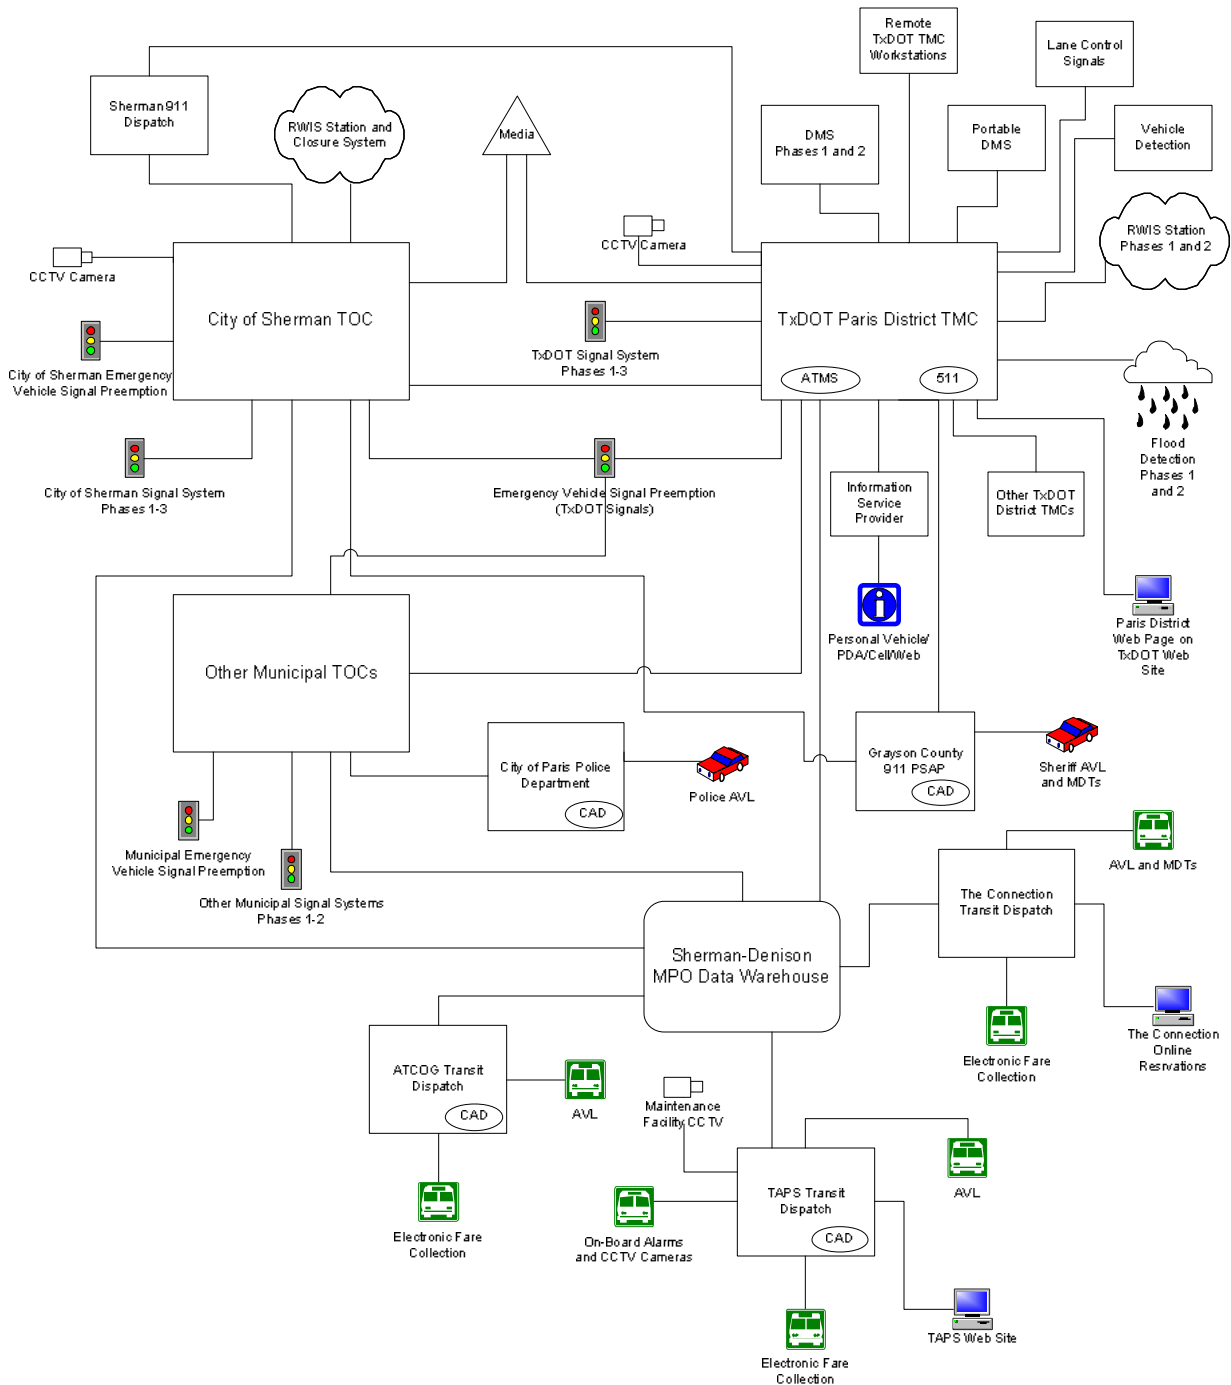 Remote
TxDOT TMC
Workstations
Lane Control
Signals
Sherman 911
Dispatch
RWIS Station and
Closure System
Media
DMS
Phases 1 and 2
Portable
DMS
Vehicle
Detection
CCTV Camera
RWIS Station
Phases 1 and 2
CCTV Camera
City of Sherman TOC
TxDOT Paris District TMC
TxDOT Signal System
Phases 1-3
City of Sherman Emergency
Vehicle Signal Preemption
ATMS
511
Flood
Detection
Phases 1
and 2
City of Sherman Signal System
Phases 1-3
Emergency Vehicle Signal Preemption
(TxDOT Signals)
Information
Service
Provider
Other TxDOT
District TMCs
Personal Vehicle/
PDA/Cell/Web
Paris District
Web Page on
TxDOT Web
Site
Other Municipal TOCs
City of Paris Police
Department
CAD
Police AVL
Grayson County
911 PSAP
CAD
Sheriff AVL
and MDTs
Municipal Emergency
Vehicle Signal Preemption
Other Municipal Signal Systems
Phases 1-2
AVL and MDTs
The Connection
Transit Dispatch
Sherman-Denison
MPO Data Warehouse
Electronic Fare
Collection
The Connection
Online
Resrvations
ATCOG Transit
Dispatch
CAD
AVL
Maintenance
Facility CCTV
Electronic Fare
Collection
TAPS Transit
Dispatch
CAD
AVL
On-Board Alarms
and CCTV Cameras
TAPS Web Site
Electronic Fare
Collection